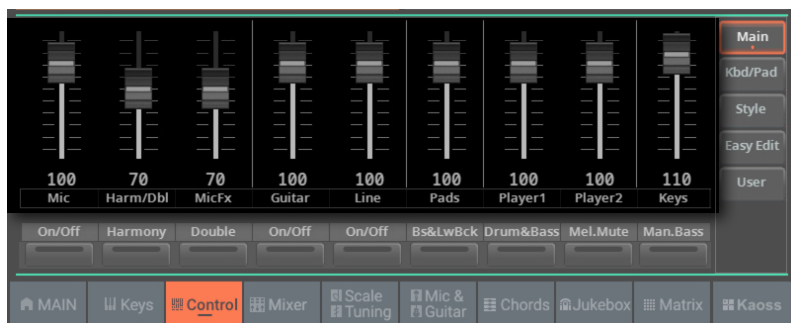 Main
Kbd/Pad
Style
Easy Edit
User
100 70 70 100 100 100 100 100 110
Mic Harm/Dbl MicFx Guitar Line Pads Player1 Player2 Keys
On/Off Harmony Double On/Off On/Off Bs&LwBck Drum&Bass Mel.Mute Man.Bass
MAIN Keys Control Mixer Scale Tuning Mic & Guitar Chords Jukebox Matrix Kaoss